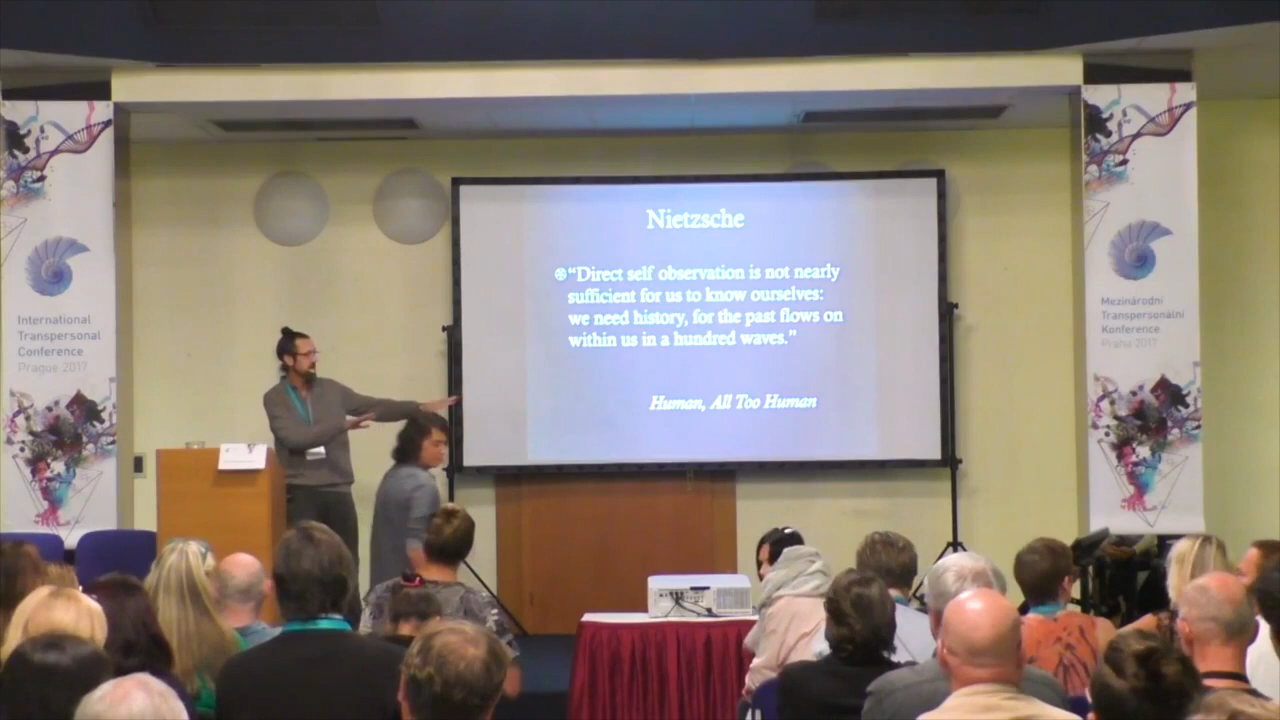 International
Transpersonal
Conference
Prague 2017
Nietzsche
“Direct self observation is not nearly
sufficient for us to know ourselves:
we need history, for the past flows on
within us in a hundred waves.”
Human, All Too Human
Mezinárodní
Transpersonální
Konference
Praha 2017